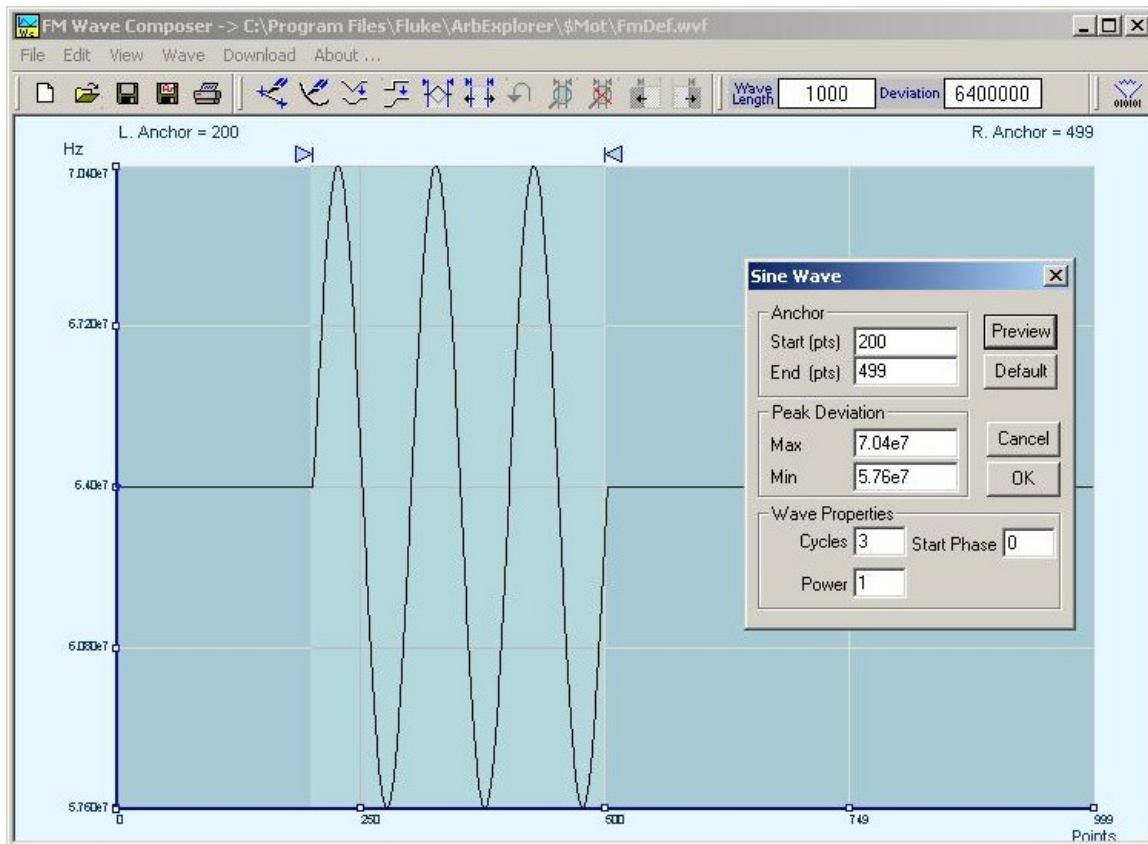 FM Wave Composer -> C:\Program Files\Fluke\ArbExplorer\$Mot\FmDef.wvf
File Edit View Wave Download About ...
Wave Length 1000 Deviation 6400000
010101
L. Anchor = 200
R. Anchor = 499
Hz
7.040e7
6.720e7
6.40e7
6.080e7
5.760e7
0 250 500 749 999
Points
Sine Wave
Anchor
Start (pts) 200
End (pts) 499
Preview
Default
Peak Deviation
Max 7.04e7
Min 5.76e7
Cancel
OK
Wave Properties
Cycles 3 Start Phase 0
Power 1